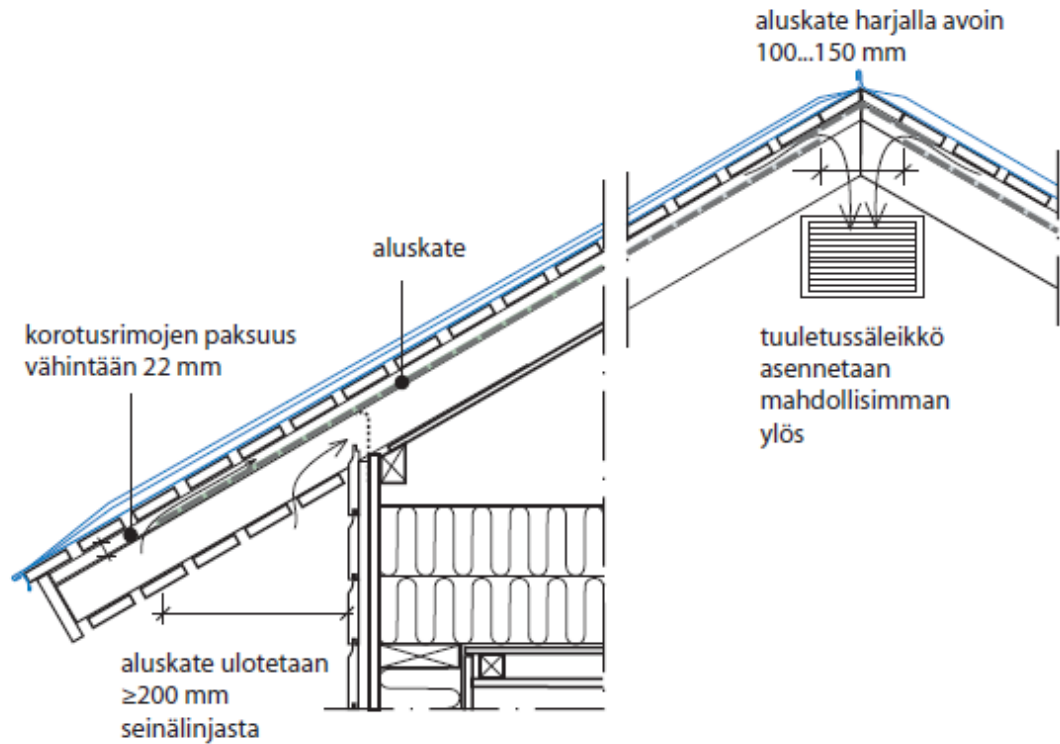 aluskate harjalla avoin
100...150 mm
aluskate
korotusrimojen paksuus
vähintään 22 mm
tuuletussäleikkö
asennetaan
mahdollisimman
ylös
aluskate ulotetaan
≥200 mm
seinälinjasta